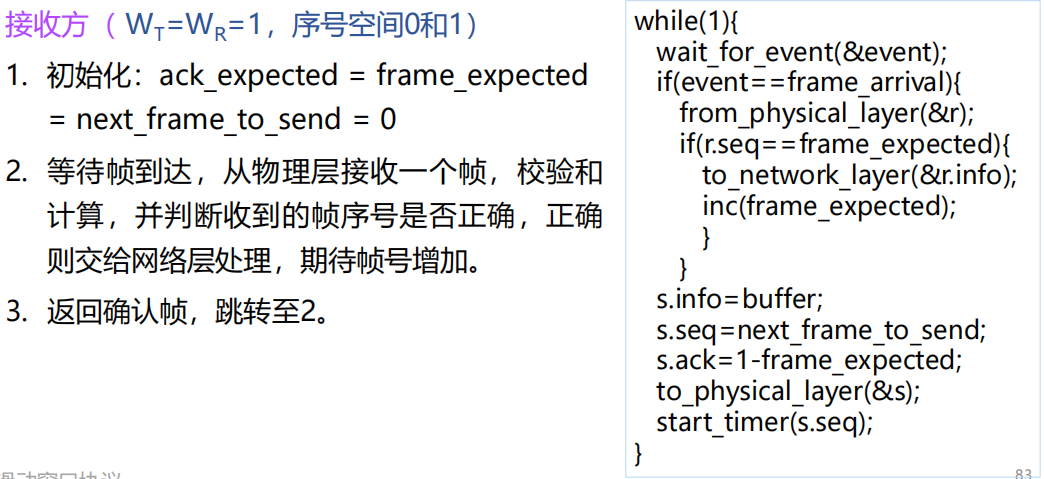 接收方（ WT=WR=1，序号空间0和1）
1. 初始化：ack_expected = frame_expected
= next_frame_to_send = 0
2. 等待帧到达，从物理层接收一个帧，校验和
计算，并判断收到的帧序号是否正确，正确
则交给网络层处理，期待帧号增加。
3. 返回确认帧，跳转至2。
while(1){
wait_for_event(&event);
if(event==frame_arrival){
from_physical_layer(&r);
if(r.seq==frame_expected){
to_network_layer(&r.info);
inc(frame_expected);
}
}
s.info=buffer;
s.seq=next_frame_to_send;
s.ack=1-frame_expected;
to_physical_layer(&s);
start_timer(s.seq);
}
滑动窗口协议
83